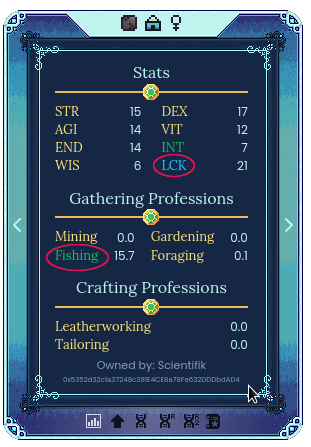 Stats
STR 15 DEX 17
AGI 14 VIT 12
END 14 INT 7
WIS 6 LCK 21
Gathering Professions
Mining 0.0 Gardening 0.0
Fishing 15.7 Foraging 0.1
Crafting Professions
Leatherworking 0.0
Tailoring 0.0
Owned by: Scientifik